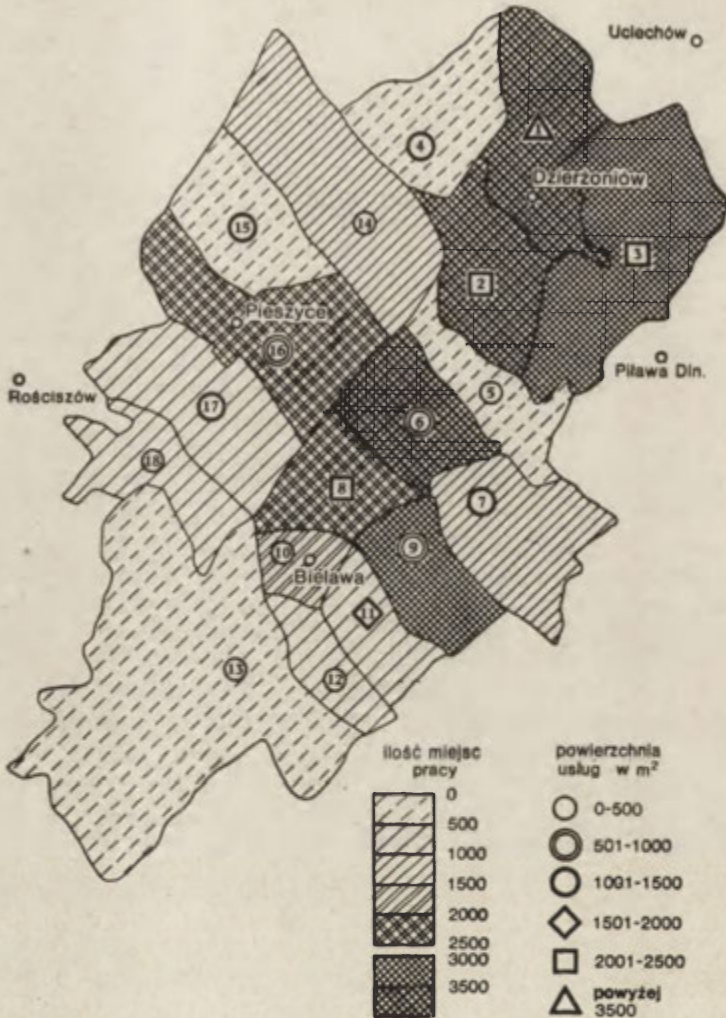 Uciechów
1
4
Dzierżoniów
15
14
3
2
Pieszyce
16
Piława Dln.
Rościszów
5
17
6
18
8
7
9
10
Bielawa
11
12
13
ilość miejsc
pracy
0
500
1000
1500
2000
2500
3000
3500
powierzchnia
usług w m²
0-500
501-1000
1001-1500
1501-2000
2001-2500
powyżej
3500